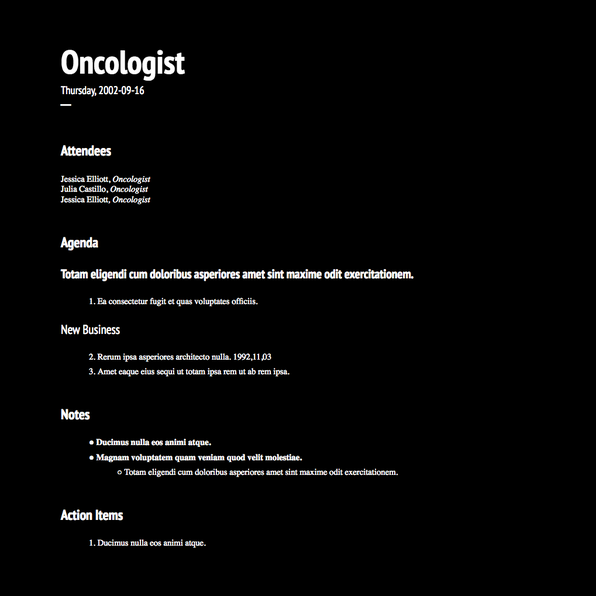 Oncologist
Thursday, 2002-09-16
Attendees
Jessica Elliott, Oncologist
Julia Castillo, Oncologist
Jessica Elliott, Oncologist
Agenda
Totam eligendi cum doloribus asperiores amet sint maxime odit exercitationem.
1. Ea consectetur fugit et quas voluptates officiis.
New Business
2. Rerum ipsa asperiores architecto nulla. 1992,11,03
3. Amet eaque eius sequi ut totam ipsa rem ut ab rem ipsa.
Notes
● Ducimus nulla eos animi atque.
● Magnam voluptatem quam veniam quod velit molestiae.
○ Totam eligendi cum doloribus asperiores amet sint maxime odit exercitationem.
Action Items
1. Ducimus nulla eos animi atque.